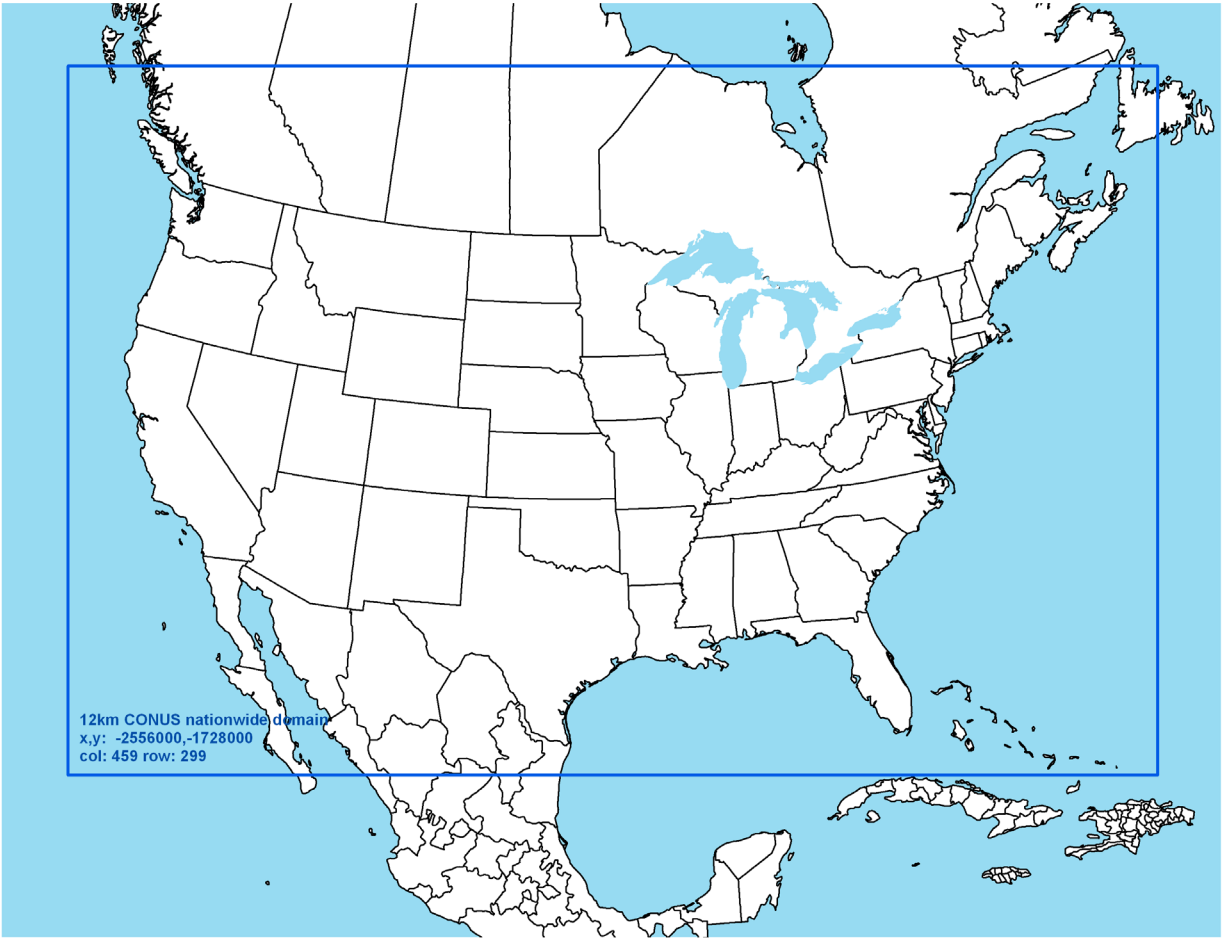 12km CONUS nationwide domain
x,y: -2556000,-1728000
col: 459 row: 299